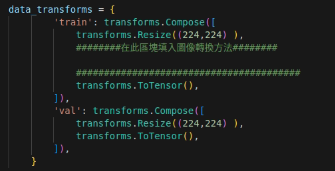 data_transforms = {
        'train': transforms.Compose([
            transforms.Resize((224,224) ),
            ########在此區塊填入圖像轉換方法########
            #########################################
            transforms.ToTensor(),
        ]),
        'val': transforms.Compose([
            transforms.Resize((224,224) ),
            transforms.ToTensor(),
        ]),
    }